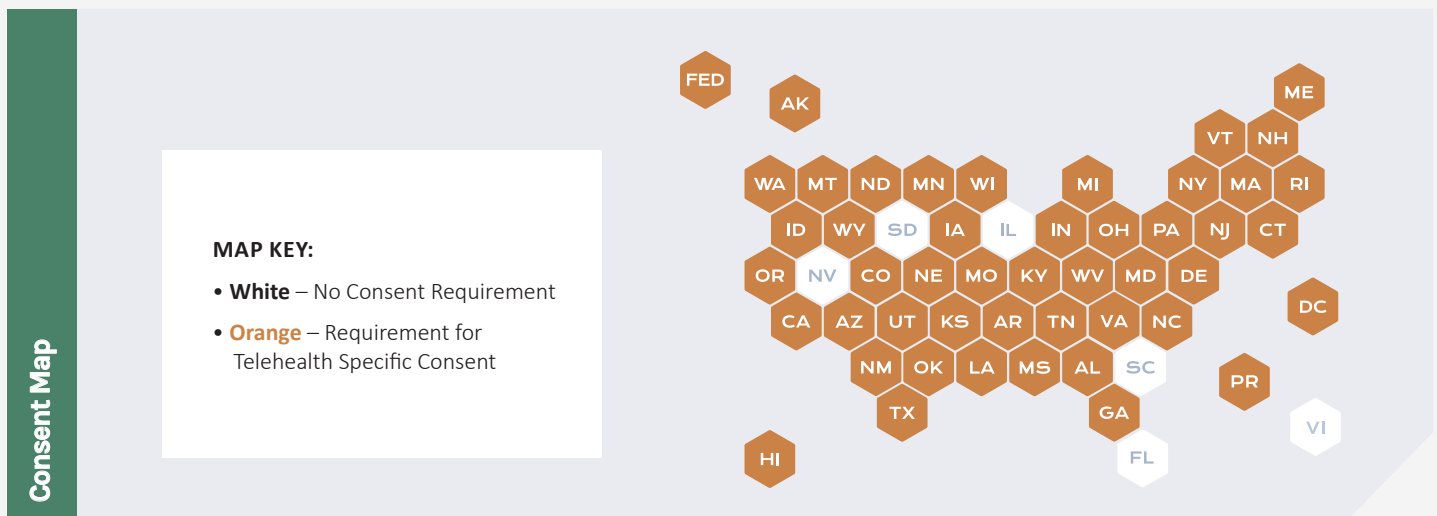 Consent Map
MAP KEY:
• White – No Consent Requirement
• Orange – Requirement for
Telehealth Specific Consent
FED
AK
ME
VT NH
WA MT ND MN WI MI NY MA RI
ID WY SD IA IL IN OH PA NJ CT
OR NV CO NE MO KY WV MD DE
DC
CA AZ UT KS AR TN VA NC
NM OK LA MS AL SC
PR
TX GA
VI
HI FL